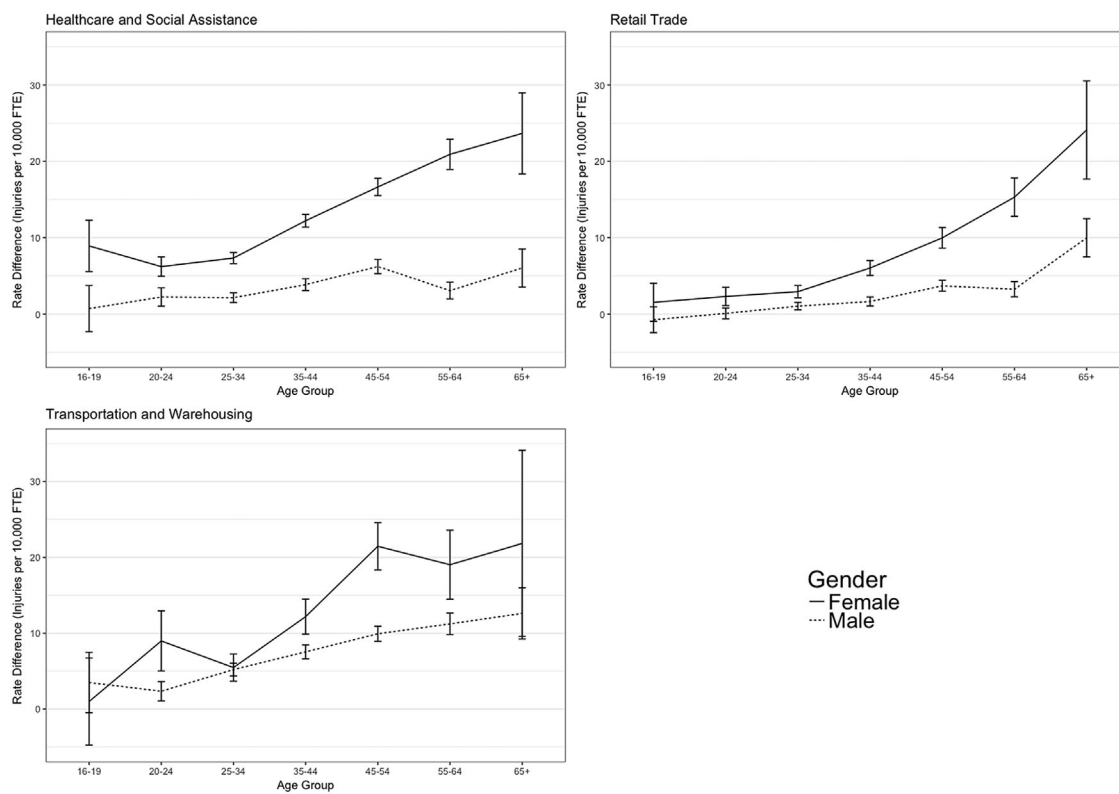 Healthcare and Social Assistance
Rate Difference (Injuries per 10,000 FTE)
30
20
10
0
16-19 20-24 25-34 35-44 45-54 55-64 65+
Age Group
Retail Trade
Rate Difference (Injuries per 10,000 FTE)
30
20
10
0
16-19 20-24 25-34 35-44 45-54 55-64 65+
Age Group
Transportation and Warehousing
Rate Difference (Injuries per 10,000 FTE)
30
20
10
0
16-19 20-24 25-34 35-44 45-54 55-64 65+
Age Group
Gender
Female
Male